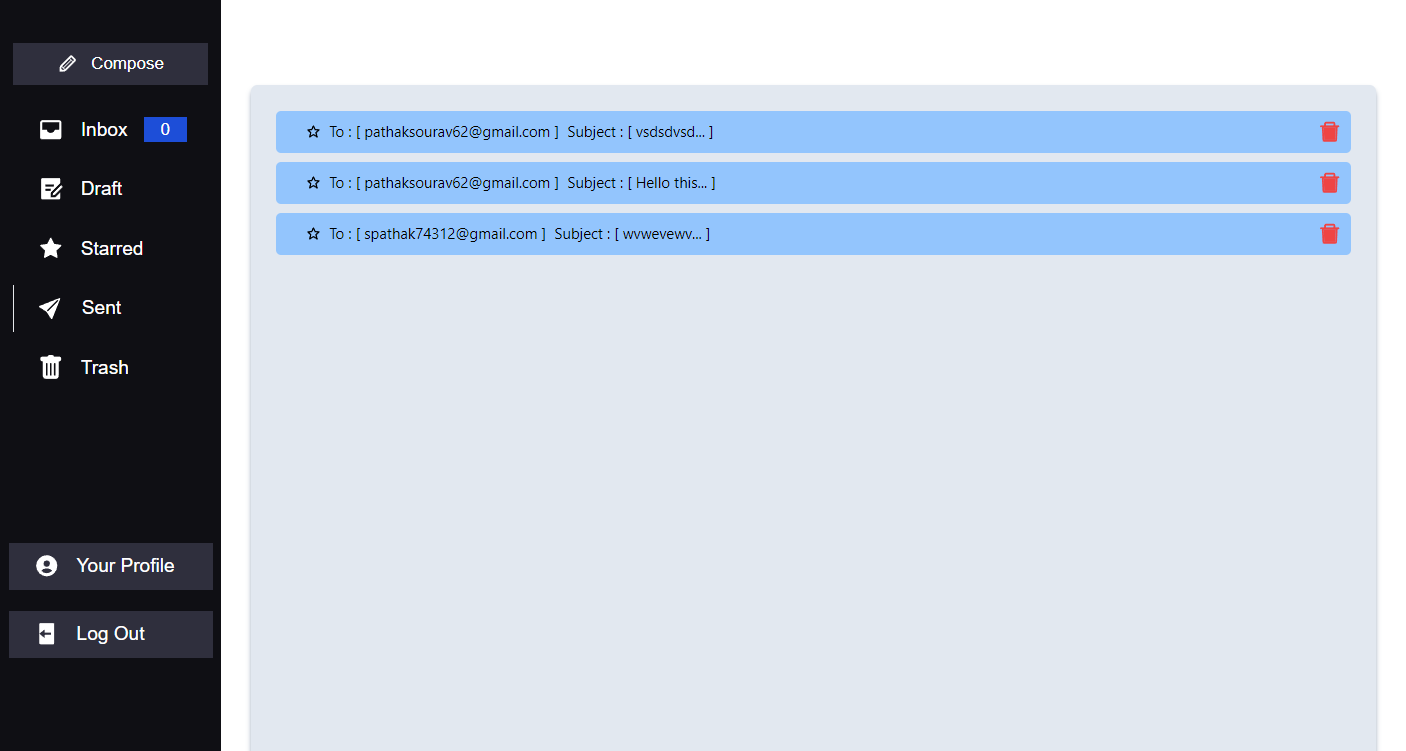 Compose
Inbox 0
Draft
Starred
Sent
Trash
Your Profile
Log Out
To : [ pathaksourav62@gmail.com ] Subject : [ vsdsdvsd... ]
To : [ pathaksourav62@gmail.com ] Subject : [ Hello this... ]
To : [ spathak74312@gmail.com ] Subject : [ wvwevewv... ]